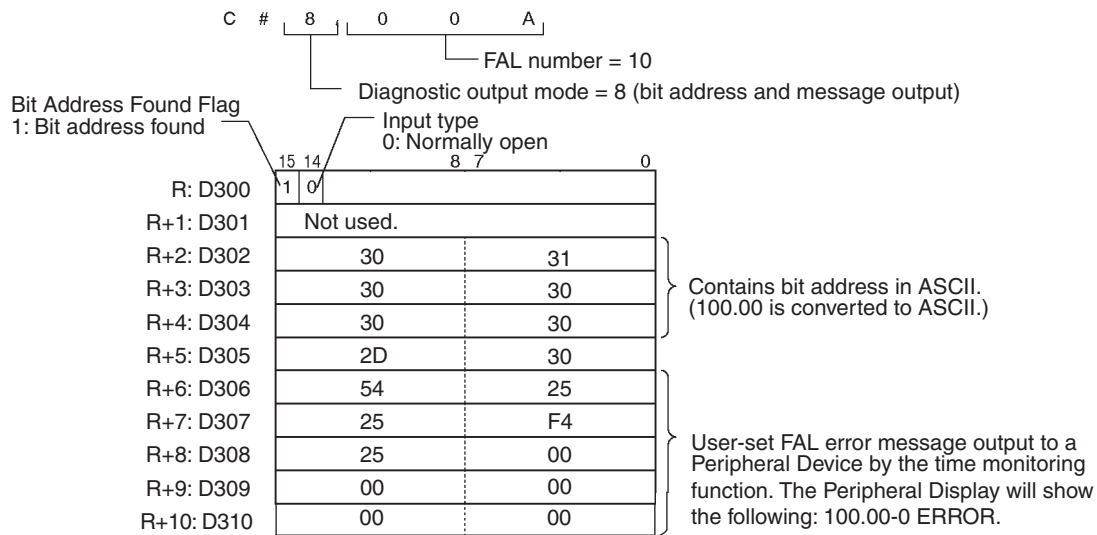 C # 8, 0 0 A
FAL number = 10
Diagnostic output mode = 8 (bit address and message output)
Bit Address Found Flag
1: Bit address found
Input type
0: Normally open
15 14 8 7 0
R: D300 1 0
R+1: D301 Not used.
R+2: D302 30 31
R+3: D303 30 30
R+4: D304 30 30
Contains bit address in ASCII.
(100.00 is converted to ASCII.)
R+5: D305 2D 30
R+6: D306 54 25
R+7: D307 25 F4
R+8: D308 25 00
R+9: D309 00 00
R+10: D310 00 00
User-set FAL error message output to a
Peripheral Device by the time monitoring
function. The Peripheral Display will show
the following: 100.00-0 ERROR.